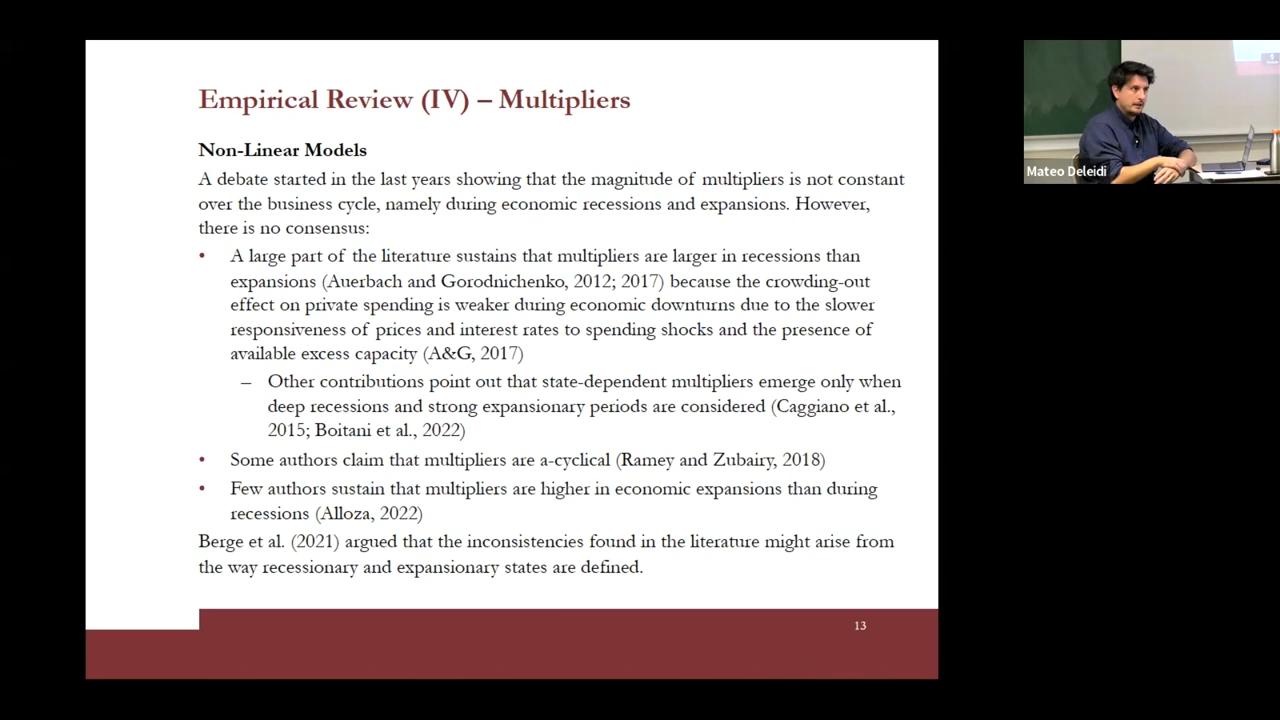 Empirical Review (IV) – Multipliers
Non-Linear Models
A debate started in the last years showing that the magnitude of multipliers is not constant
over the business cycle, namely during economic recessions and expansions. However,
there is no consensus:
• A large part of the literature sustains that multipliers are larger in recessions than
expansions (Auerbach and Gorodnichenko, 2012; 2017) because the crowding-out
effect on private spending is weaker during economic downturns due to the slower
responsiveness of prices and interest rates to spending shocks and the presence of
available excess capacity (A&G, 2017)
– Other contributions point out that state-dependent multipliers emerge only when
deep recessions and strong expansionary periods are considered (Caggiano et al.,
2015; Boitani et al., 2022)
• Some authors claim that multipliers are a-cyclical (Ramey and Zubairy, 2018)
• Few authors sustain that multipliers are higher in economic expansions than during
recessions (Alloza, 2022)
Berge et al. (2021) argued that the inconsistencies found in the literature might arise from
the way recessionary and expansionary states are defined.
13
Mateo Deleidi